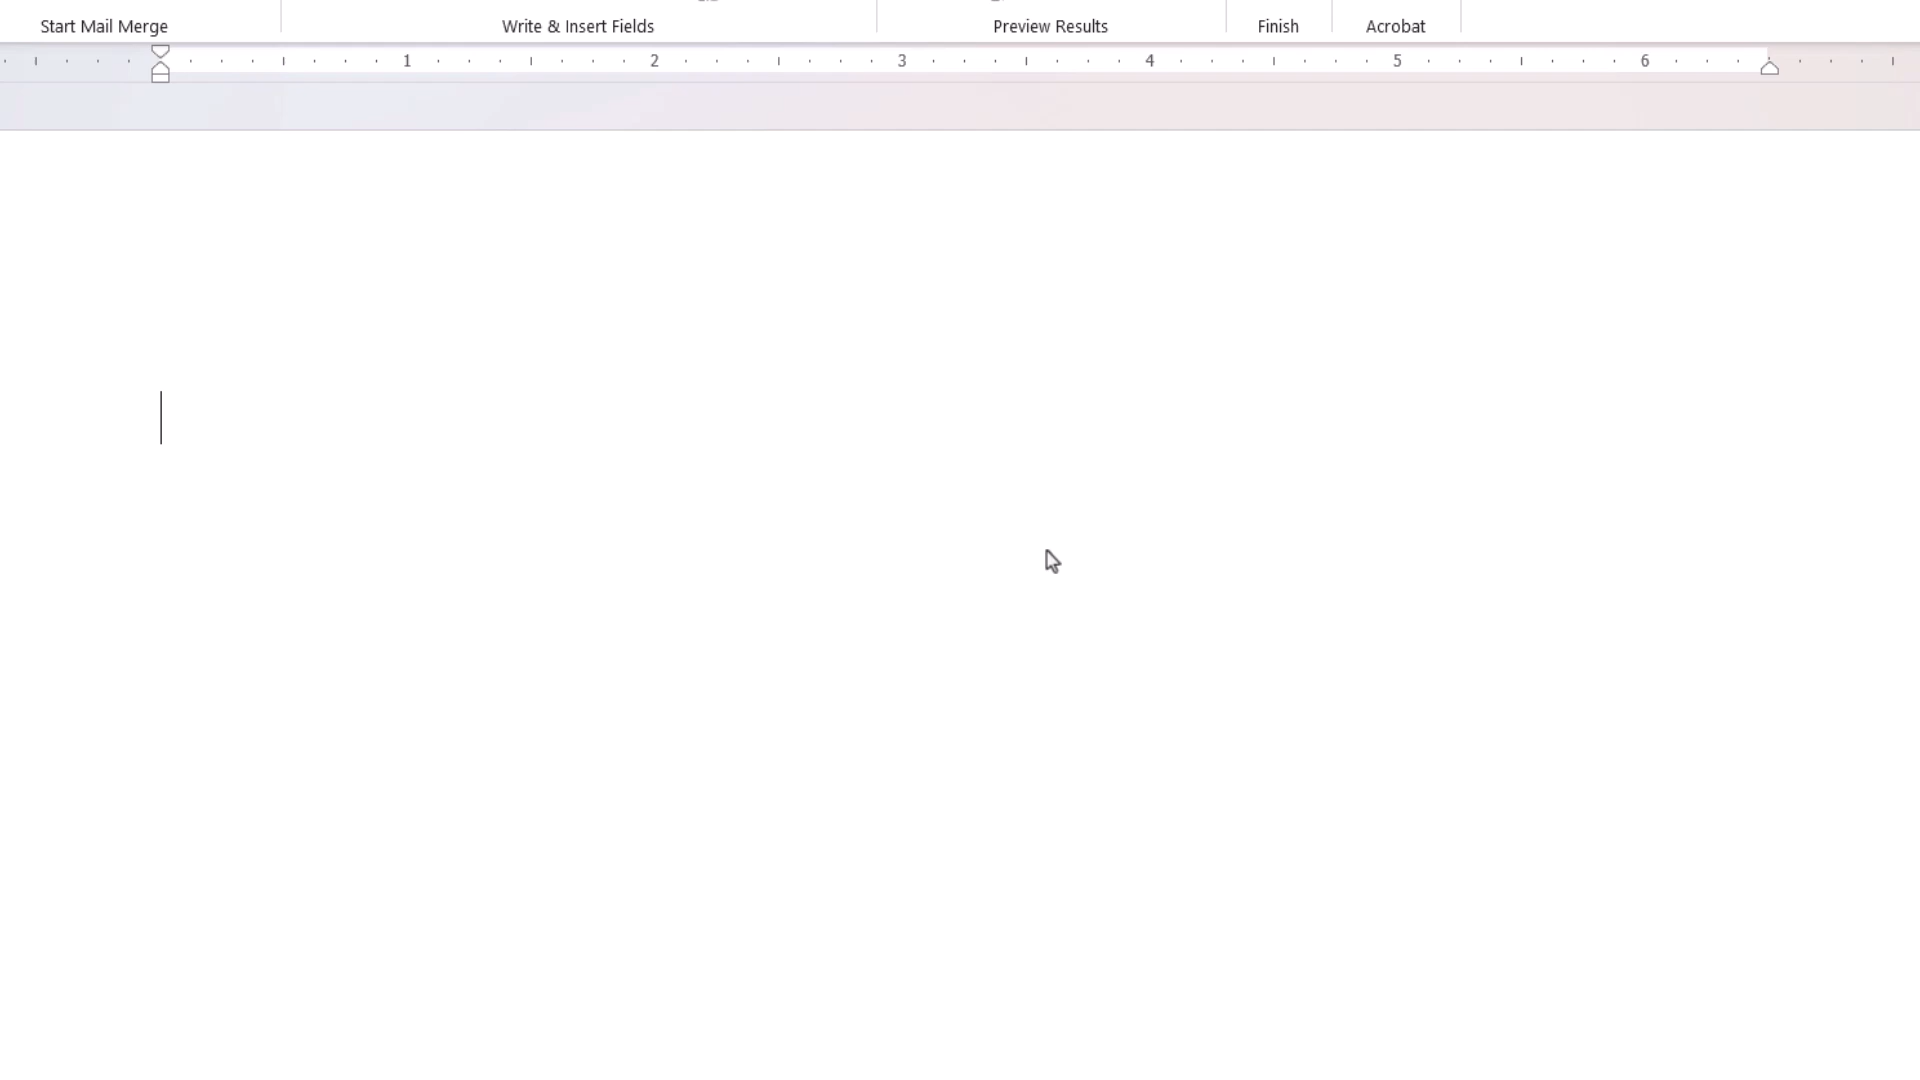 Start Mail Merge Write & Insert Fields Preview Results Finish Acrobat
1 2 3 4 5 6